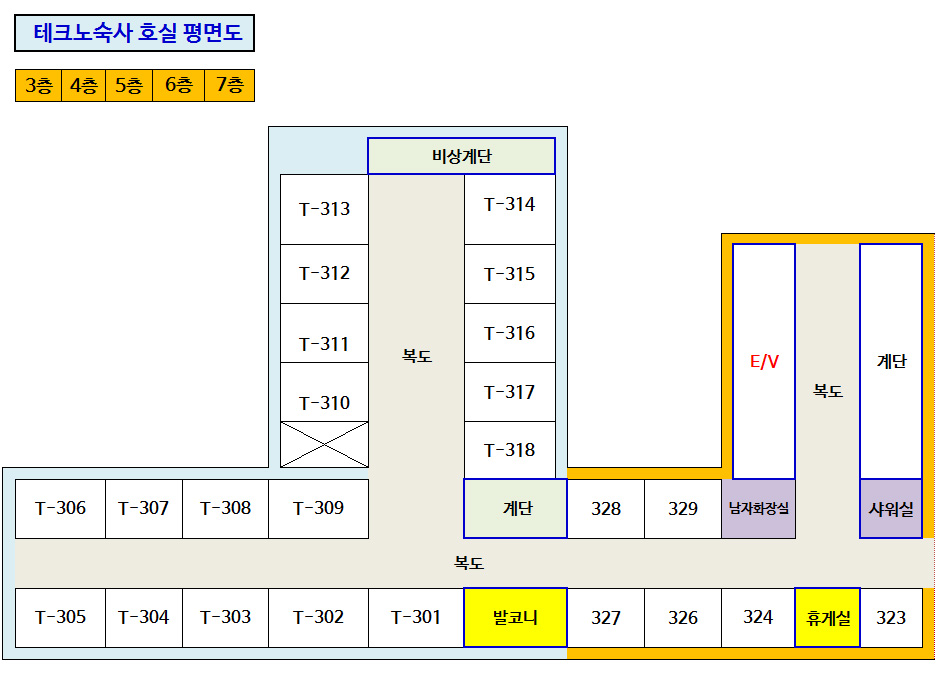 테크노숙사 호실 평면도
3층 4층 5층 6층 7층
비상계단
T-313 T-314
T-312 T-315
T-311 복도 T-316 E/V 복도 계단
T-310 T-317
T-318
T-306 T-307 T-308 T-309 계단 328 329 남자화장실 샤워실
복도
T-305 T-304 T-303 T-302 T-301 발코니 327 326 324 휴게실 323